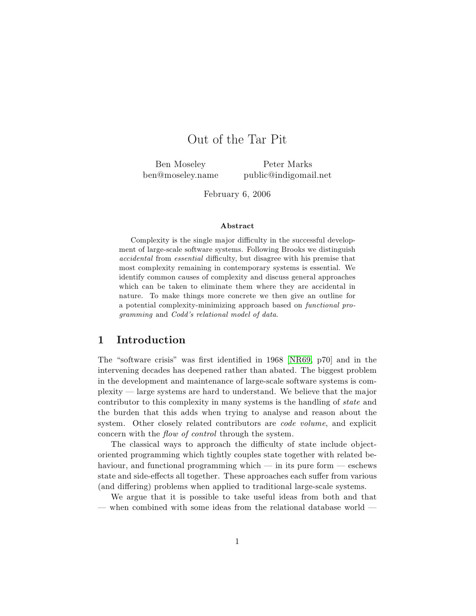 Out of the Tar Pit
Ben Moseley
ben@moseley.name
Peter Marks
public@indigomail.net
February 6, 2006
Abstract
Complexity is the single major difficulty in the successful develop-
ment of large-scale software systems. Following Brooks we distinguish
accidental from essential difficulty, but disagree with his premise that
most complexity remaining in contemporary systems is essential. We
identify common causes of complexity and discuss general approaches
which can be taken to eliminate them where they are accidental in
nature. To make things more concrete we then give an outline for
a potential complexity-minimizing approach based on functional pro-
gramming and Codd's relational model of data.
1 Introduction
The “software crisis” was first identified in 1968 [NR69, p70] and in the
intervening decades has deepened rather than abated. The biggest problem
in the development and maintenance of large-scale software systems is com-
plexity — large systems are hard to understand. We believe that the major
contributor to this complexity in many systems is the handling of state and
the burden that this adds when trying to analyse and reason about the
system. Other closely related contributors are code volume, and explicit
concern with the flow of control through the system.
The classical ways to approach the difficulty of state include object-
oriented programming which tightly couples state together with related be-
haviour, and functional programming which — in its pure form — eschews
state and side-effects all together. These approaches each suffer from various
(and differing) problems when applied to traditional large-scale systems.
We argue that it is possible to take useful ideas from both and that
— when combined with some ideas from the relational database world —
1